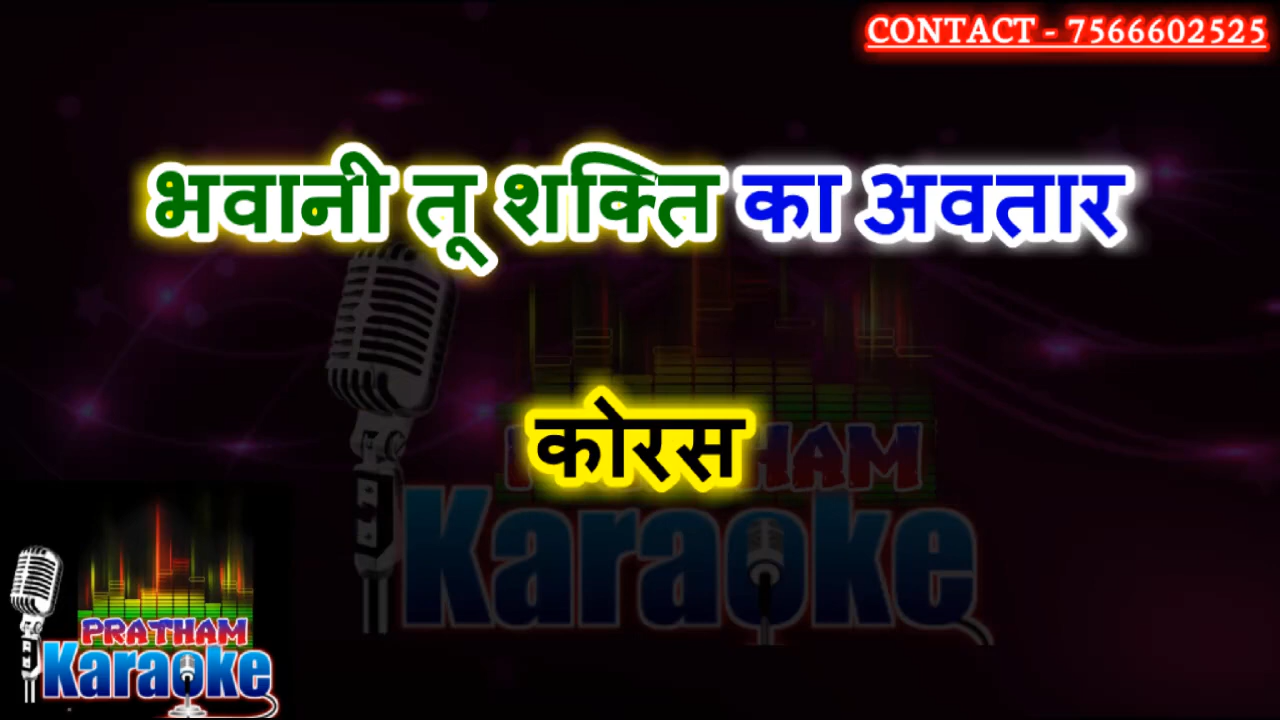 CONTACT - 7566602525
भवानी तू शक्ति का अवतार
कोरस
PRATHAM
Karaoke
PRATHAM
Karaoke